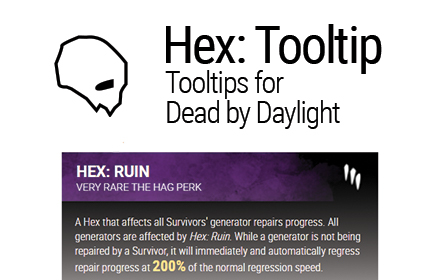 Hex: Tooltip
Tooltips for
Dead by Daylight
HEX: RUIN
VERY RARE THE HAG PERK
A Hex that affects all Survivors' generator repairs progress. All
generators are affected by Hex: Ruin. While a generator is not being
repaired by a Survivor, it will immediately and automatically regress
repair progress at 200% of the normal regression speed.